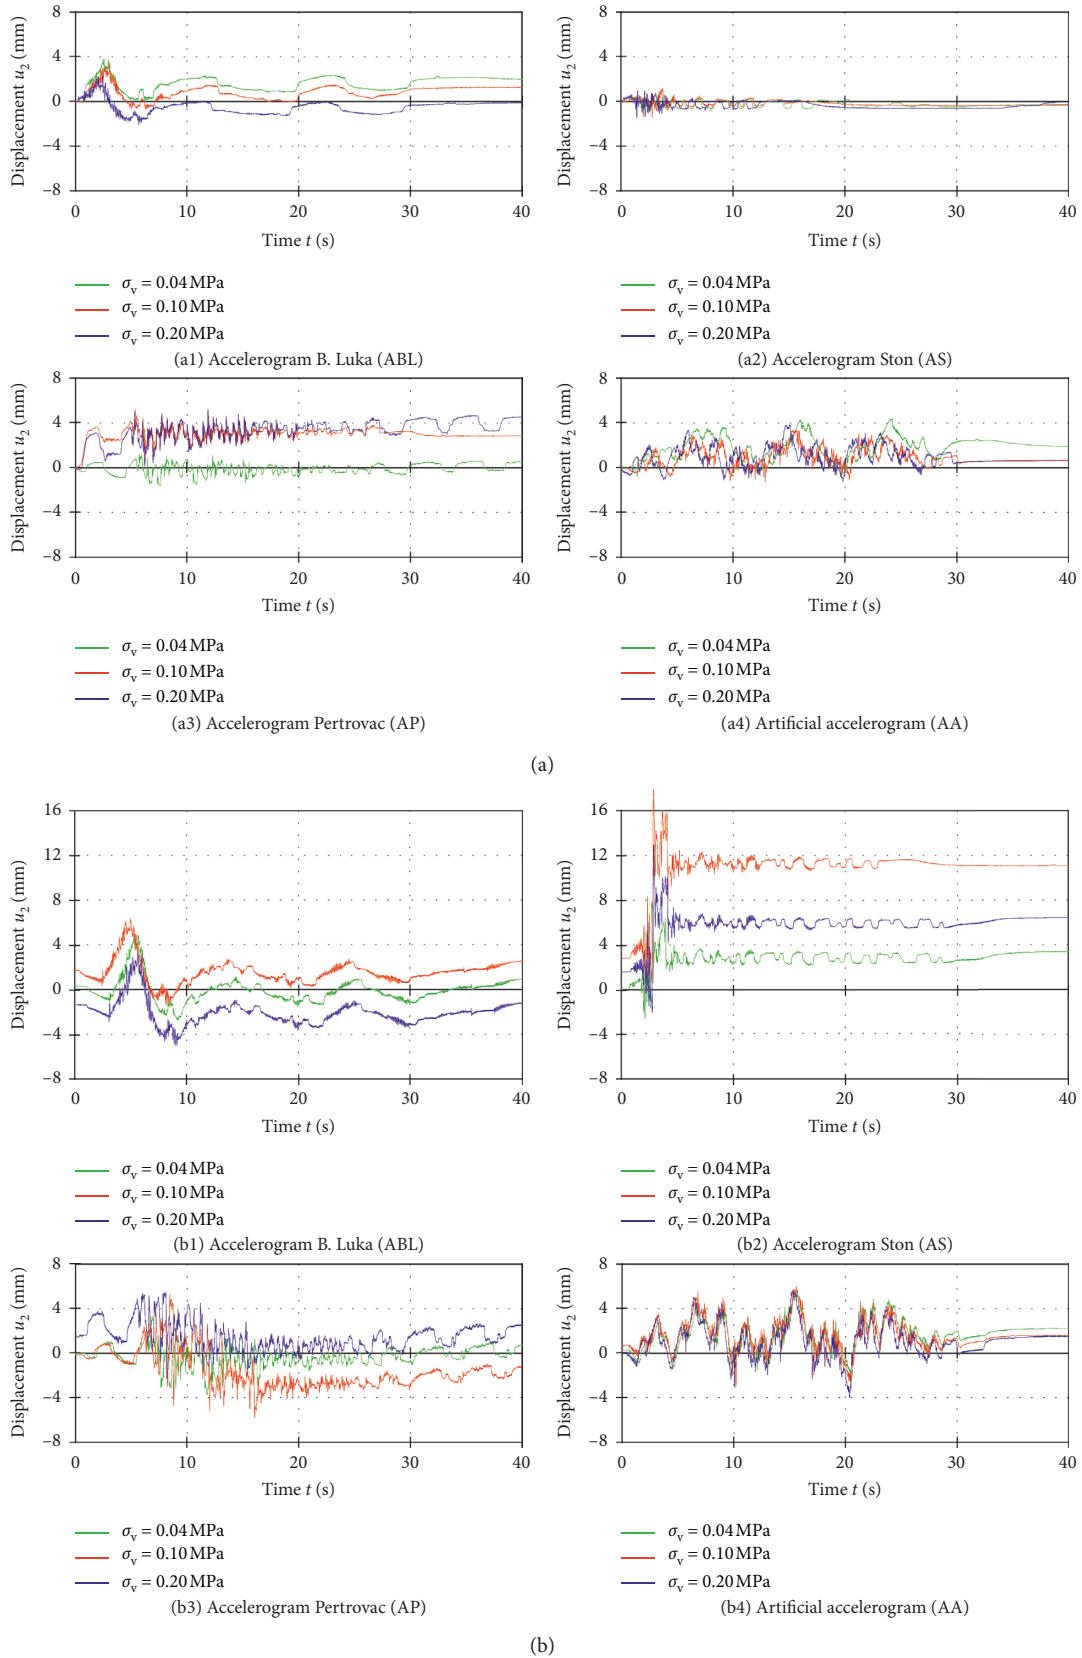 8
4
0
−4
−8
Displacement u2 (mm)
0 10 20 30 40
Time t (s)
σv = 0.04 MPa
σv = 0.10 MPa
σv = 0.20 MPa
(a1) Accelerogram B. Luka (ABL)
8
4
0
−4
−8
Displacement u2 (mm)
0 10 20 30 40
Time t (s)
σv = 0.04 MPa
σv = 0.10 MPa
σv = 0.20 MPa
(a2) Accelerogram Ston (AS)
8
4
0
−4
−8
Displacement u2 (mm)
0 10 20 30 40
Time t (s)
σv = 0.04 MPa
σv = 0.10 MPa
σv = 0.20 MPa
(a3) Accelerogram Pertrovac (AP)
8
4
0
−4
−8
Displacement u2 (mm)
0 10 20 30 40
Time t (s)
σv = 0.04 MPa
σv = 0.10 MPa
σv = 0.20 MPa
(a4) Artificial accelerogram (AA)
(a)
16
12
8
4
0
−4
−8
Displacement u2 (mm)
0 10 20 30 40
Time t (s)
σv = 0.04 MPa
σv = 0.10 MPa
σv = 0.20 MPa
(b1) Accelerogram B. Luka (ABL)
16
12
8
4
0
−4
−8
Displacement u2 (mm)
0 10 20 30 40
Time t (s)
σv = 0.04 MPa
σv = 0.10 MPa
σv = 0.20 MPa
(b2) Accelerogram Ston (AS)
8
4
0
−4
−8
Displacement u2 (mm)
0 10 20 30 40
Time t (s)
σv = 0.04 MPa
σv = 0.10 MPa
σv = 0.20 MPa
(b3) Accelerogram Pertrovac (AP)
8
4
0
−4
−8
Displacement u2 (mm)
0 10 20 30 40
Time t (s)
σv = 0.04 MPa
σv = 0.10 MPa
σv = 0.20 MPa
(b4) Artificial accelerogram (AA)
(b)